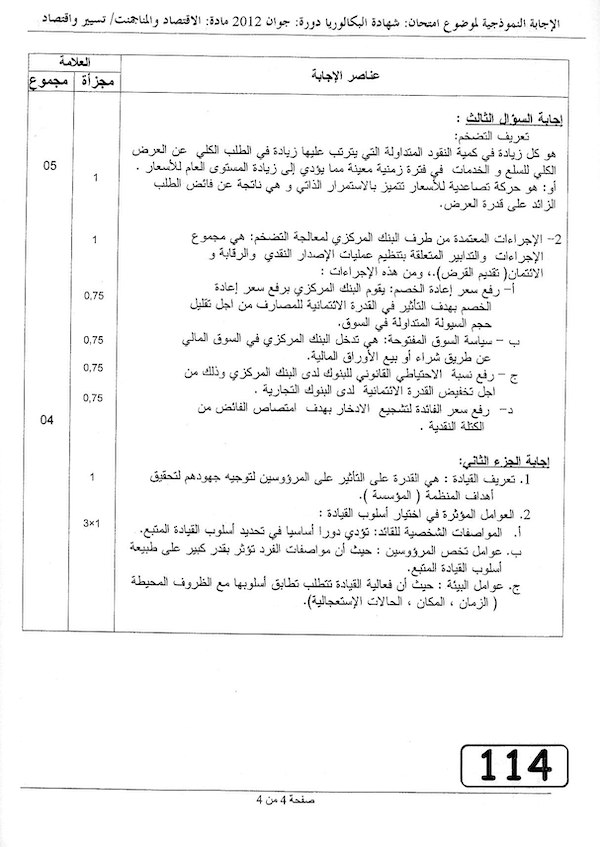 الإجابة النموذجية لموضوع امتحان: شهادة البكالوريا دورة: جوان 2012 مادة: الاقتصاد والمناجمنت/ تسيير واقتصاد
العلامة
عناصر الإجابة
مجزأة
مجموع
إجابة السؤال الثالث :
تعريف التضخم:
هو كل زيادة في كمية النقود المتداولة التي يترتب عليها زيادة في الطلب الكلي عن العرض
05
الكلي للسلع و الخدمات في فترة زمنية معينة مما يؤدي إلى زيادة المستوى العام للأسعار .
1
أو: هو حركة تصاعدية للأسعار تتميز بالاستمرار الذاتي و هي ناتجة عن فائض الطلب
الزائد على قدرة العرض.
2– الإجراءات المعتمدة من طرف البنك المركزي لمعالجة التضخم: هي مجموع
1
الإجراءات والتدابير المتعلقة بتنظيم عمليات الإصدار النقدي والرقابة و
الائتمان( تقديم القرض).، ومن هذه الإجراءات :
أ– رفع سعر إعادة الخصم: يقوم البنك المركزي برفع سعر إعادة
0,75
الخصم بهدف التأثير في القدرة الائتمانية للمصارف من اجل تقليل
حجم السيولة المتداولة في السوق.
ب – سياسة السوق المفتوحة: هي تدخل البنك المركزي في السوق المالي
0,75
عن طريق شراء أو بيع الأوراق المالية.
ج – رفع نسبة الاحتياطي القانوني للبنوك لدى البنك المركزي وذلك من
0,75
اجل تخفيض القدرة الائتمانية لدى البنوك التجارية .
0,75
د– رفع سعر الفائدة لتشجيع الادخار بهدف امتصاص الفائض من
04
الكتلة النقدية .
إجابة الجزء الثاني:
1. تعريف القيادة : هي القدرة على التأثير على المرؤوسين لتوجيه جهودهم لتحقيق
1
أهداف المنظمة ( المؤسسة ).
2. العوامل المؤثرة في اختيار أسلوب القيادة :
3×1
أ. المواصفات الشخصية للقائد: تؤدي دورا أساسيا في تحديد أسلوب القيادة المتبع.
ب. عوامل تخص المرؤوسين : حيث أن مواصفات الفرد تؤثر بقدر كبير على طبيعة
أسلوب القيادة المتبع.
ج. عوامل البيئة : حيث أن فعالية القيادة تتطلب تطابق أسلوبها مع الظروف المحيطة
( الزمان ، المكان ، الحالات الإستعجالية).
114
صفحة 4 من 4